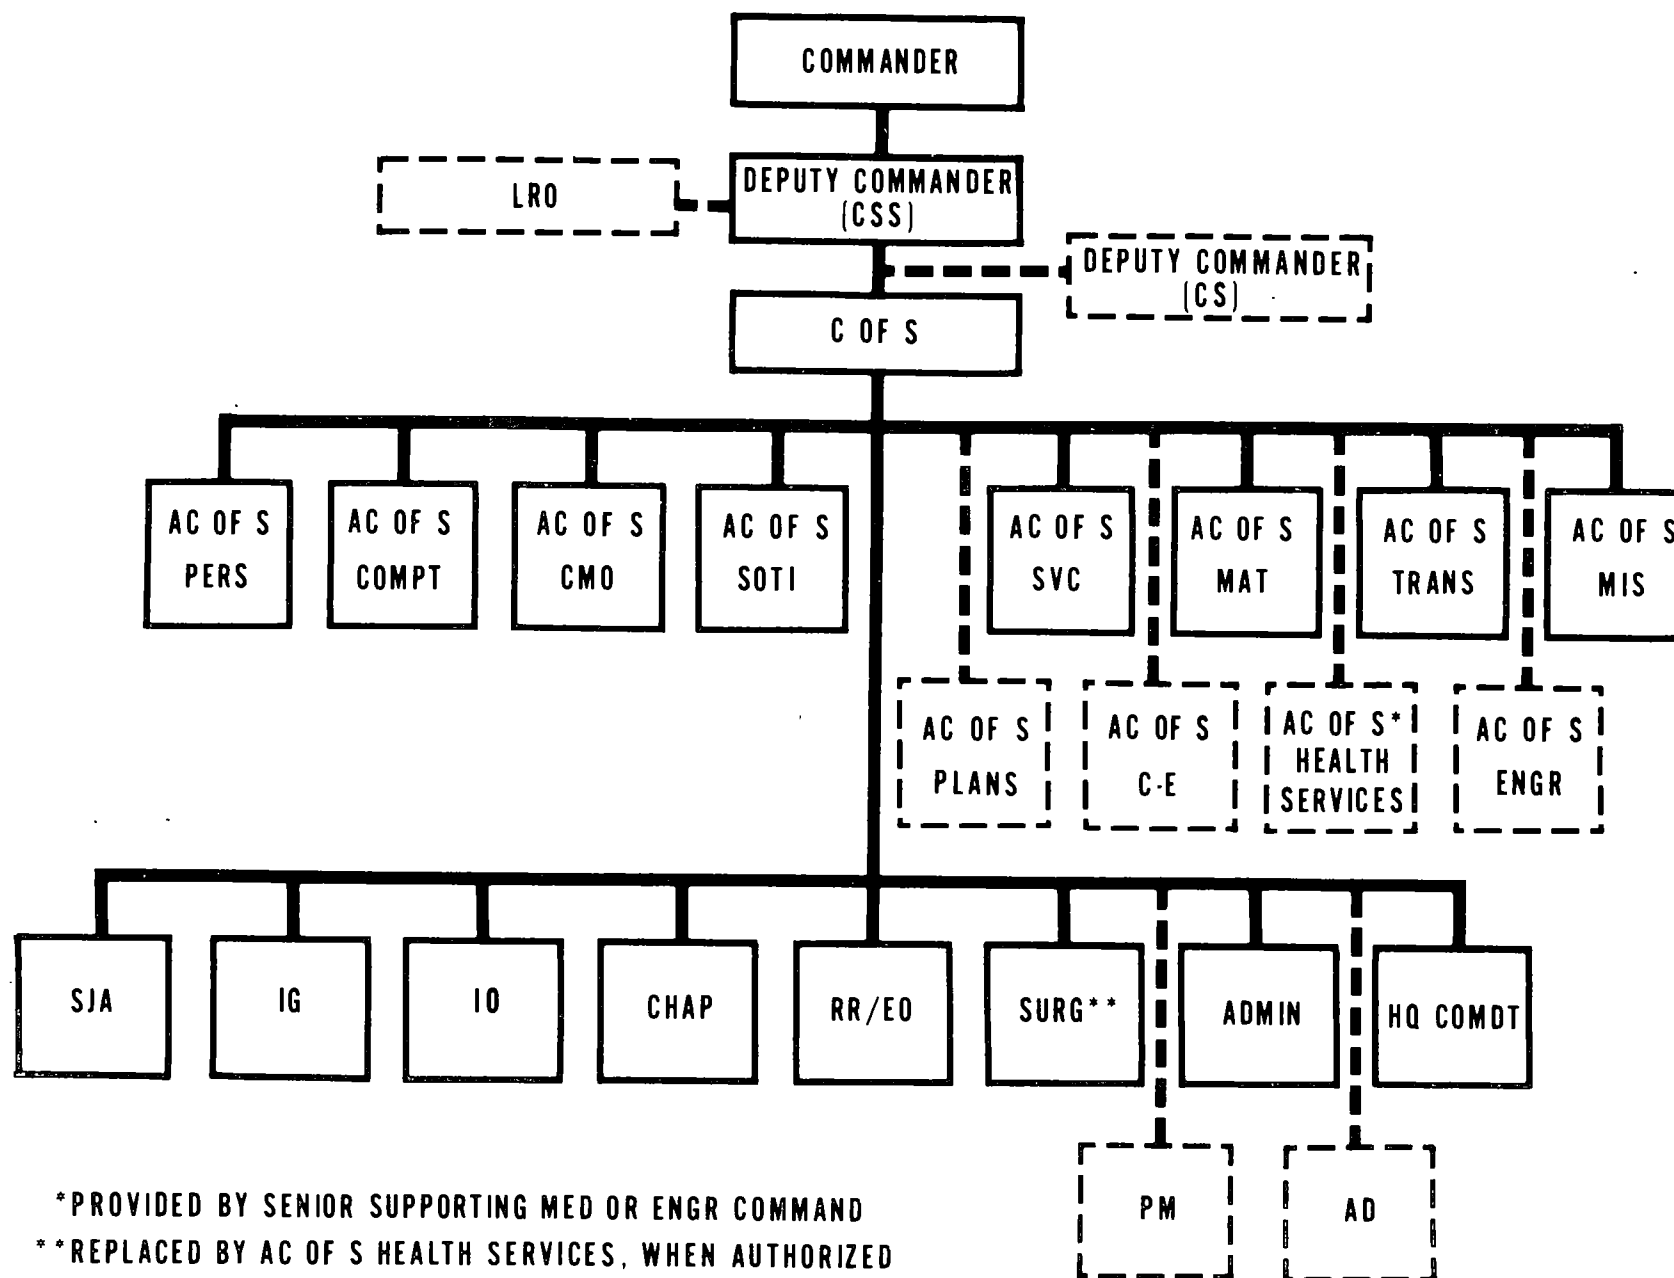 COMMANDER
LRO
DEPUTY COMMANDER
(CSS)
DEPUTY COMMANDER
(CS)
C OF S
AC OF S
PERS
AC OF S
COMPT
AC OF S
CMO
AC OF S
SOTI
AC OF S
SVC
AC OF S
MAT
AC OF S
TRANS
AC OF S
MIS
AC OF S
PLANS
AC OF S
C-E
AC OF S*
HEALTH
SERVICES
AC OF S
ENGR
SJA
IG
IO
CHAP
RR/EO
SURG**
ADMIN
HQ COMDT
PM
AD
*PROVIDED BY SENIOR SUPPORTING MED OR ENGR COMMAND
**REPLACED BY AC OF S HEALTH SERVICES, WHEN AUTHORIZED